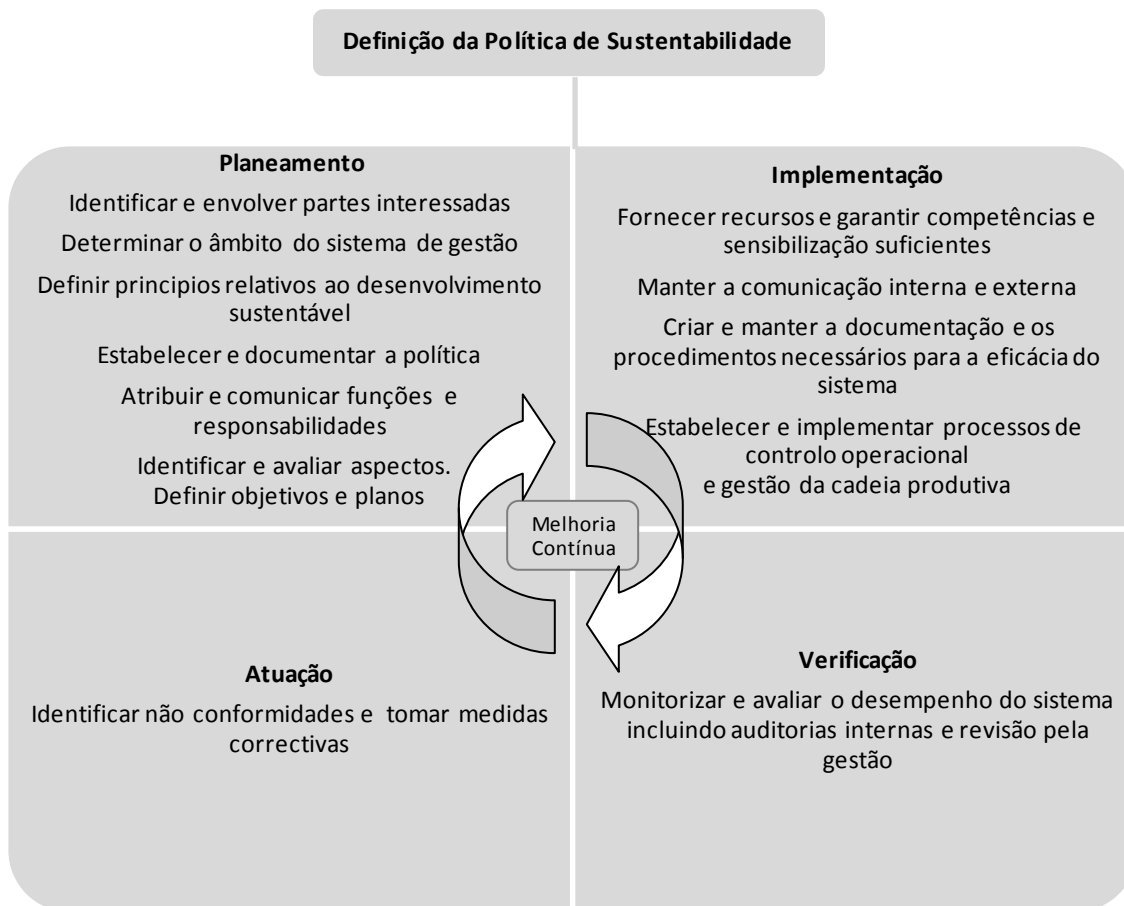 Definição da Política de Sustentabilidade
Planeamento
Identificar e envolver partes interessadas
Determinar o âmbito do sistema de gestão
Definir principios relativos ao desenvolvimento
sustentável
Estabelecer e documentar a política
Atribuir e comunicar funções e
responsabilidades
Identificar e avaliar aspectos.
Definir objetivos e planos
Implementação
Fornecer recursos e garantir competências e
sensibilização suficientes
Manter a comunicação interna e externa
Criar e manter a documentação e os
procedimentos necessários para a eficácia do
sistema
Estabelecer e implementar processos de
controlo operacional
e gestão da cadeia produtiva
Melhoria
Contínua
Atuação
Identificar não conformidades e tomar medidas
correctivas
Verificação
Monitorizar e avaliar o desempenho do sistema
incluindo auditorias internas e revisão pela
gestão